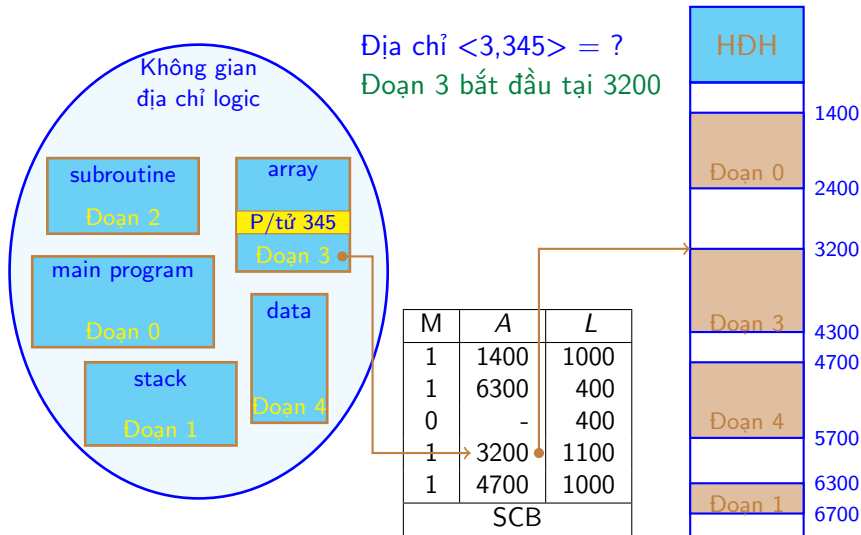 Địa chỉ <3,345> = ?
Đoạn 3 bắt đầu tại 3200
Không gian
địa chỉ logic
subroutine
Đoạn 2
array
P/tử 345
Đoạn 3
main program
Đoạn 0
data
Đoạn 4
stack
Đoạn 1
M A L
1 1400 1000
1 6300 400
0 - 400
1 3200 1100
1 4700 1000
SCB
HĐH
1400
Đoạn 0
2400
3200
Đoạn 3
4300
4700
Đoạn 4
5700
6300
Đoạn 1
6700